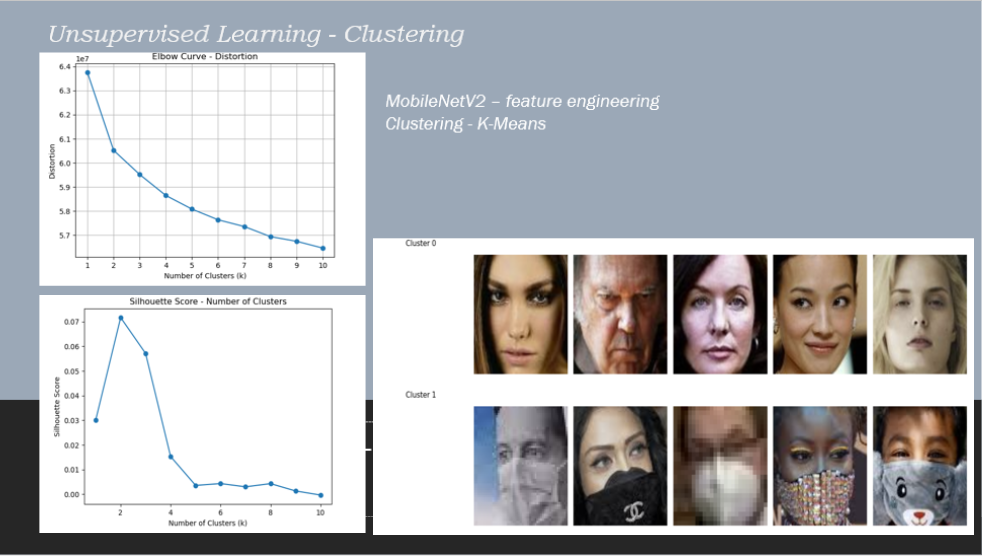 Unsupervised Learning - Clustering
Elbow Curve - Distortion
1e7
6.4
6.3
6.2
6.1
6.0
5.9
5.8
5.7
Distortion
1 2 3 4 5 6 7 8 9 10
Number of Clusters (k)
MobileNetV2 – feature engineering
Clustering - K-Means
Silhouette Score - Number of Clusters
0.07
0.06
0.05
0.04
0.03
0.02
0.01
0.00
Silhouette Score
2 4 6 8 10
Number of Clusters (k)
Cluster 0
Cluster 1